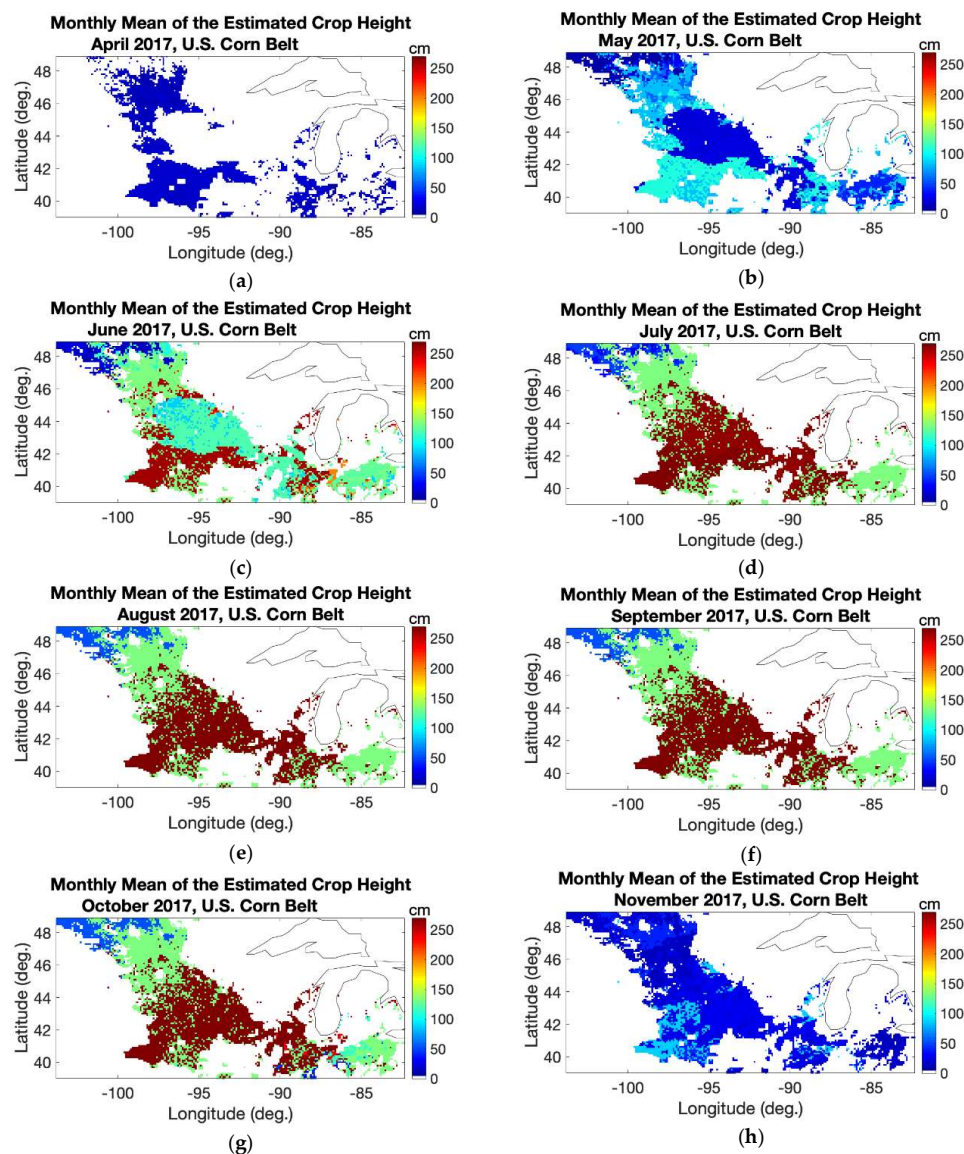 Monthly Mean of the Estimated Crop Height
April 2017, U.S. Corn Belt
cm
48
46
44
42
40
Latitude (deg.)
250
200
150
100
50
0
-100 -95 -90 -85
Longitude (deg.)
(a)
Monthly Mean of the Estimated Crop Height
May 2017, U.S. Corn Belt
cm
48
46
44
42
40
Latitude (deg.)
250
200
150
100
50
0
-100 -95 -90 -85
Longitude (deg.)
(b)
Monthly Mean of the Estimated Crop Height
June 2017, U.S. Corn Belt
cm
48
46
44
42
40
Latitude (deg.)
250
200
150
100
50
0
-100 -95 -90 -85
Longitude (deg.)
(c)
Monthly Mean of the Estimated Crop Height
July 2017, U.S. Corn Belt
cm
48
46
44
42
40
Latitude (deg.)
250
200
150
100
50
0
-100 -95 -90 -85
Longitude (deg.)
(d)
Monthly Mean of the Estimated Crop Height
August 2017, U.S. Corn Belt
cm
48
46
44
42
40
Latitude (deg.)
250
200
150
100
50
0
-100 -95 -90 -85
Longitude (deg.)
(e)
Monthly Mean of the Estimated Crop Height
September 2017, U.S. Corn Belt
cm
48
46
44
42
40
Latitude (deg.)
250
200
150
100
50
0
-100 -95 -90 -85
Longitude (deg.)
(f)
Monthly Mean of the Estimated Crop Height
October 2017, U.S. Corn Belt
cm
48
46
44
42
40
Latitude (deg.)
250
200
150
100
50
0
-100 -95 -90 -85
Longitude (deg.)
(g)
Monthly Mean of the Estimated Crop Height
November 2017, U.S. Corn Belt
cm
48
46
44
42
40
Latitude (deg.)
250
200
150
100
50
0
-100 -95 -90 -85
Longitude (deg.)
(h)